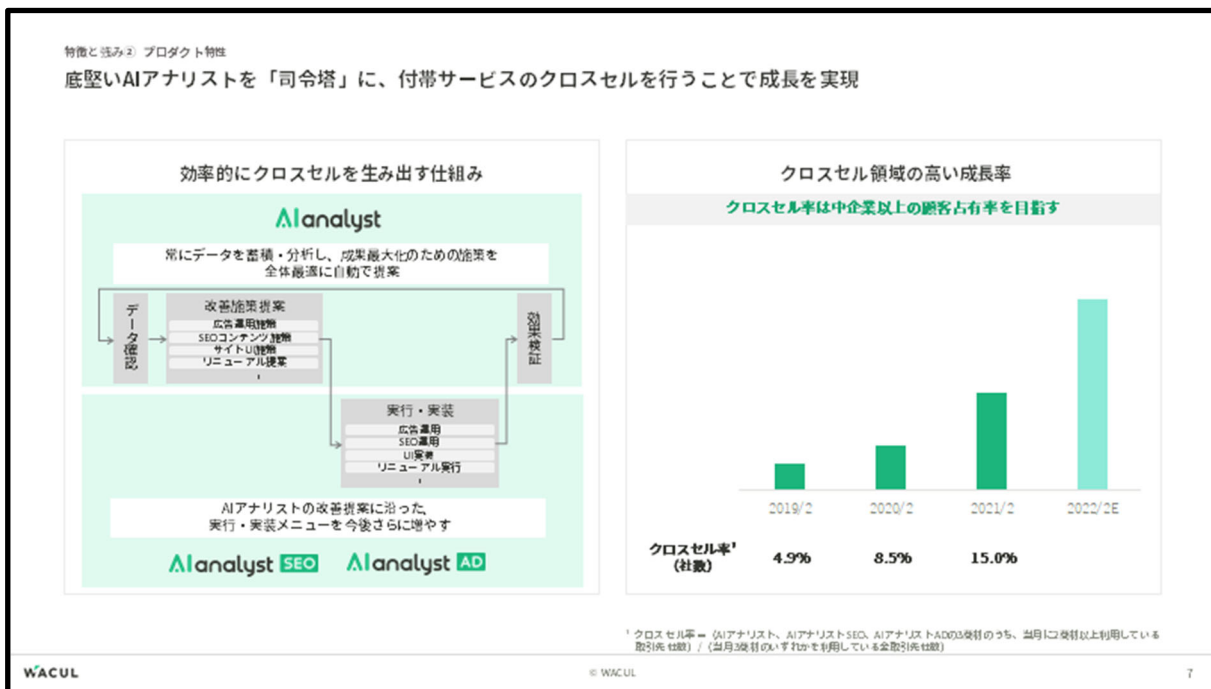 特徴と強み② プロダクト特性
底堅いAIアナリストを「司令塔」に、付帯サービスのクロスセルを行うことで成長を実現
効率的にクロスセルを生み出す仕組み
AI analyst
常にデータを蓄積・分析し、成果最大化のための施策を
全体最適に自動で提案
データ確認
改善施策提案
広告運用施策
SEOコンテンツ施策
サイトUI施策
リニューアル提案
効果検証
実行・実装
広告運用
SEO運用
UI実装
リニューアル実行
AIアナリストの改善提案に沿った、
実行・実装メニューを今後さらに増やす
AI analyst SEO
AI analyst AD
クロスセル領域の高い成長率
クロスセル率は中企業以上の顧客占有率を目指す
2019/2 2020/2 2021/2 2022/2E
クロスセル率¹
(社数)
4.9% 8.5% 15.0%
¹ クロスセル率＝（AIアナリスト、AIアナリストSEO、AIアナリストADの3商材のうち、当月に2商材以上利用している
取引先社数）/（当月3商材のいずれかを利用している全取引先社数）
WACUL
© WACUL
7